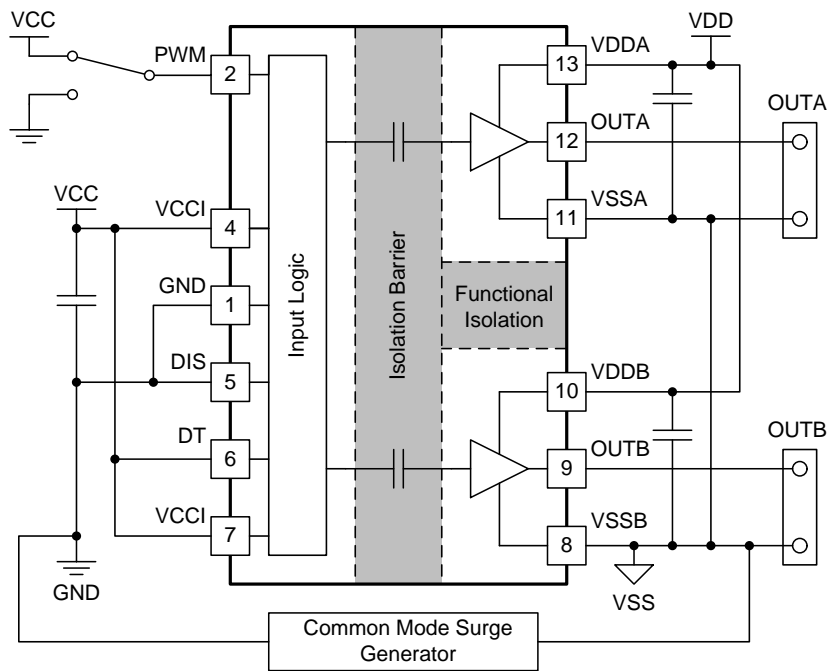 VCC
PWM
2
VCCI
4
VCC
GND
1
DIS
5
DT
6
VCCI
7
GND
Input Logic
Isolation Barrier
Functional
Isolation
VDDA
13
VDD
OUTA
12
OUTA
VSSA
11
VDDB
10
OUTB
9
OUTB
VSSB
8
VSS
Common Mode Surge
Generator